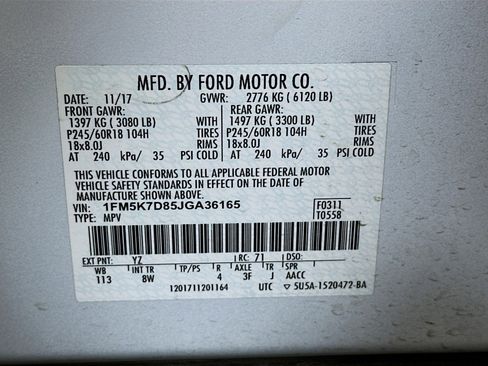 MFD. BY FORD MOTOR CO.
DATE: 11/17 GVWR: 2776 KG ( 6120 LB)
FRONT GAWR: REAR GAWR:
1397 KG ( 3080 LB) WITH 1497 KG ( 3300 LB) WITH
P245/60R18 104H TIRES P245/60R18 104H TIRES
18x8.0J RIMS 18x8.0J RIMS
AT 240 kPa/ 35 PSI COLD AT 240 kPa/ 35 PSI COLD
THIS VEHICLE CONFORMS TO ALL APPLICABLE FEDERAL MOTOR
VEHICLE SAFETY STANDARDS IN EFFECT ON THE DATE OF
MANUFACTURE SHOWN ABOVE.
VIN: 1FM5K7D85JGA36165 F0311
TYPE: MPV T0558
EXT PNT: YZ RC: 71 DSO:
WB INT TR TP/PS R AXLE TR SPR
113 8W 4 3F J AACC
1201711201164 UTC ▽ 5U5A-1520472-BA